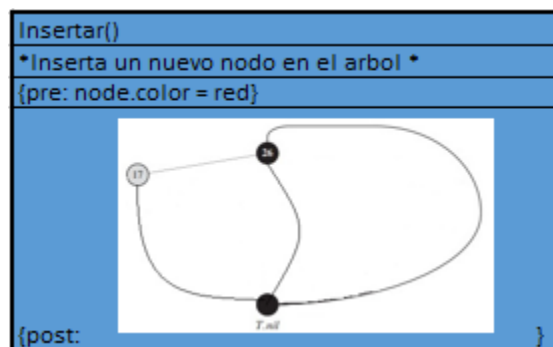 Insertar()
*Inserta un nuevo nodo en el arbol *
{pre: node.color = red}
26
17
T.nil
{post: }